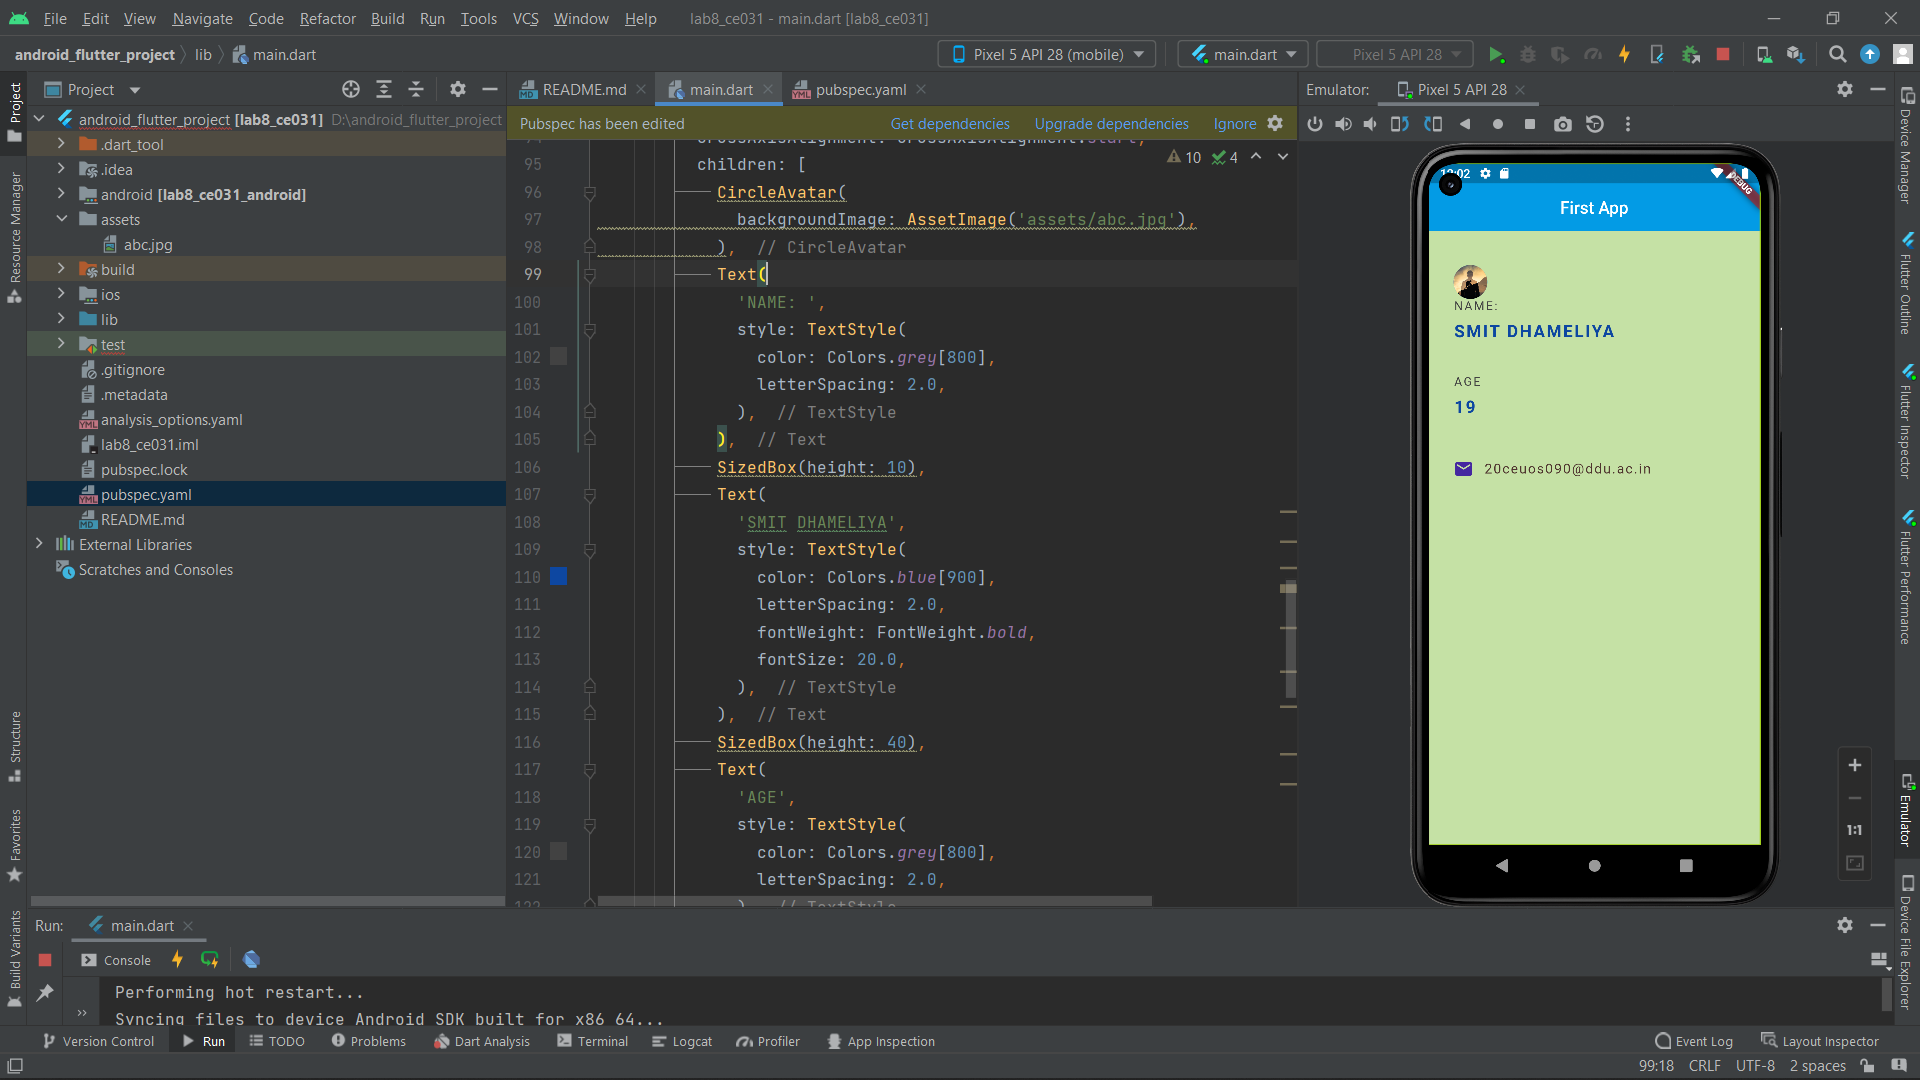 File Edit View Navigate Code Refactor Build Run Tools VCS Window Help lab8_ce031 - main.dart [lab8_ce031]
android_flutter_project lib main.dart Pixel 5 API 28 (mobile) main.dart Pixel 5 API 28
Project README.md main.dart pubspec.yaml Emulator: Pixel 5 API 28
Pubspec has been edited Get dependencies Upgrade dependencies Ignore
android_flutter_project [lab8_ce031] D:\android_flutter_project
.dart_tool
.idea
android [lab8_ce031_android]
assets
abc.jpg
build
ios
lib
test
.gitignore
.metadata
analysis_options.yaml
lab8_ce031.iml
pubspec.lock
pubspec.yaml
README.md
External Libraries
Scratches and Consoles
10 4
94 crossAxisAlignment: CrossAxisAlignment.start,
95 children: [
96 CircleAvatar(
97 backgroundImage: AssetImage('assets/abc.jpg'),
98 ), // CircleAvatar
99 Text(
100 'NAME: ',
101 style: TextStyle(
102 color: Colors.grey[800],
103 letterSpacing: 2.0,
104 ), // TextStyle
105 ), // Text
106 SizedBox(height: 10),
107 Text(
108 'SMIT DHAMELIYA',
109 style: TextStyle(
110 color: Colors.blue[900],
111 letterSpacing: 2.0,
112 fontWeight: FontWeight.bold,
113 fontSize: 20.0,
114 ), // TextStyle
115 ), // Text
116 SizedBox(height: 40),
117 Text(
118 'AGE',
119 style: TextStyle(
120 color: Colors.grey[800],
121 letterSpacing: 2.0,
122 ), // TextStyle
DEBUG
First App
NAME:
SMIT DHAMELIYA
AGE
19
20ceuos090@ddu.ac.in
1:1
Project
Resource Manager
Structure
Favorites
Build Variants
Device Manager
Flutter Outline
Flutter Inspector
Flutter Performance
Emulator
Device File Explorer
Run: main.dart
Console
Performing hot restart...
Syncing files to device Android SDK built for x86 64...
Version Control Run TODO Problems Dart Analysis Terminal Logcat Profiler App Inspection Event Log Layout Inspector
99:18 CRLF UTF-8 2 spaces